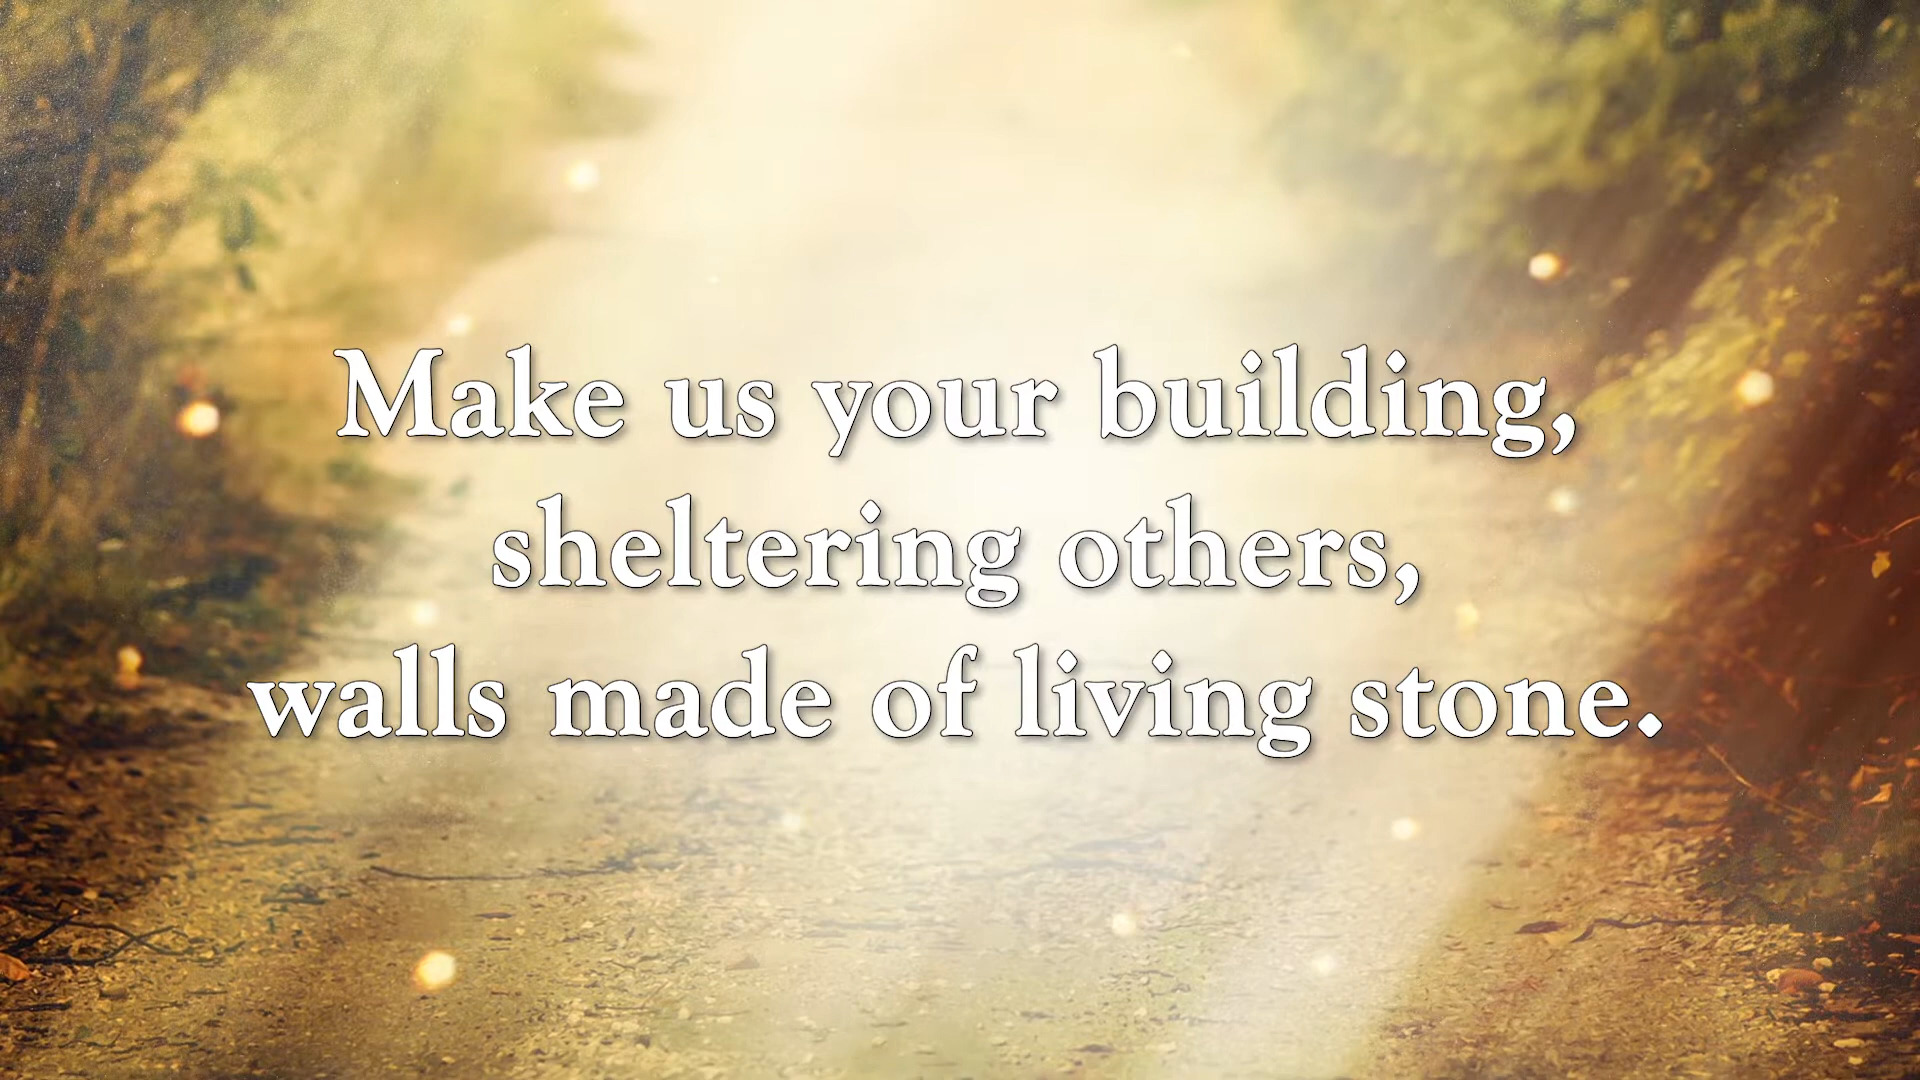 Make us your building,
sheltering others,
walls made of living stone.